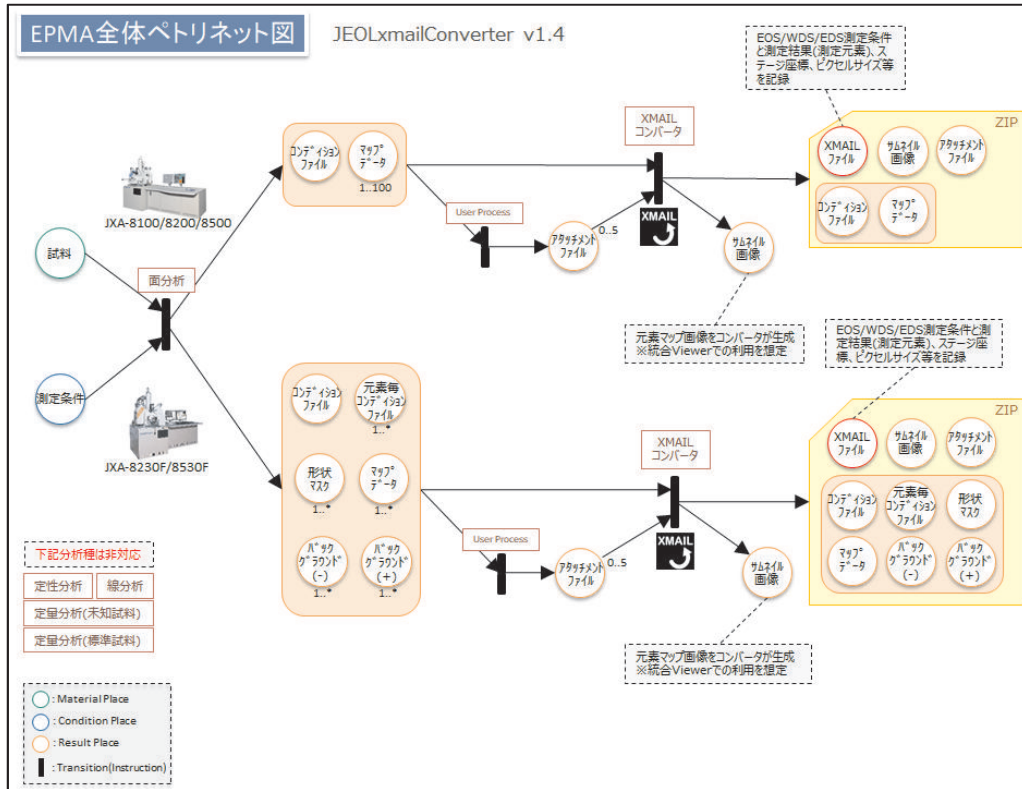 EPMA全体ペトリネット図
JEOLxmailConverter v1.4
EOS/WDS/EDS測定条件
と測定結果(測定元素)、ス
テージ座標、ピクセルサイズ等
を記録
ZIP
XMAIL
ファイル
サムネイル
画像
アタッチメント
ファイル
コンディション
ファイル
マップ
データ
XMAIL
コンバータ
コンディション
ファイル
マップ
データ
1..100
User Process
アタッチメント
ファイル
0..5
XMAIL
サムネイル
画像
JXA-8100/8200/8500
試料
面分析
測定条件
JXA-8230F/8530F
元素マップ画像をコンバータが生成
※統合Viewerでの利用を想定
EOS/WDS/EDS測定条件と測
定結果(測定元素)、ステージ座
標、ピクセルサイズ等を記録
コンディション
ファイル
元素毎
コンディション
ファイル
1..*
形状
マスク
1..*
マップ
データ
1..*
バック
グラウンド
(-)
1..*
バック
グラウンド
(+)
1..*
XMAIL
コンバータ
User Process
アタッチメント
ファイル
0..5
XMAIL
サムネイル
画像
ZIP
XMAIL
ファイル
サムネイル
画像
アタッチメント
ファイル
コンディション
ファイル
元素毎
コンディション
ファイル
形状
マスク
マップ
データ
バック
グラウンド
(-)
バック
グラウンド
(+)
元素マップ画像をコンバータが生成
※統合Viewerでの利用を想定
下記分析種は非対応
定性分析
線分析
定量分析(未知試料)
定量分析(標準試料)
: Material Place
: Condition Place
: Result Place
: Transition(Instruction)